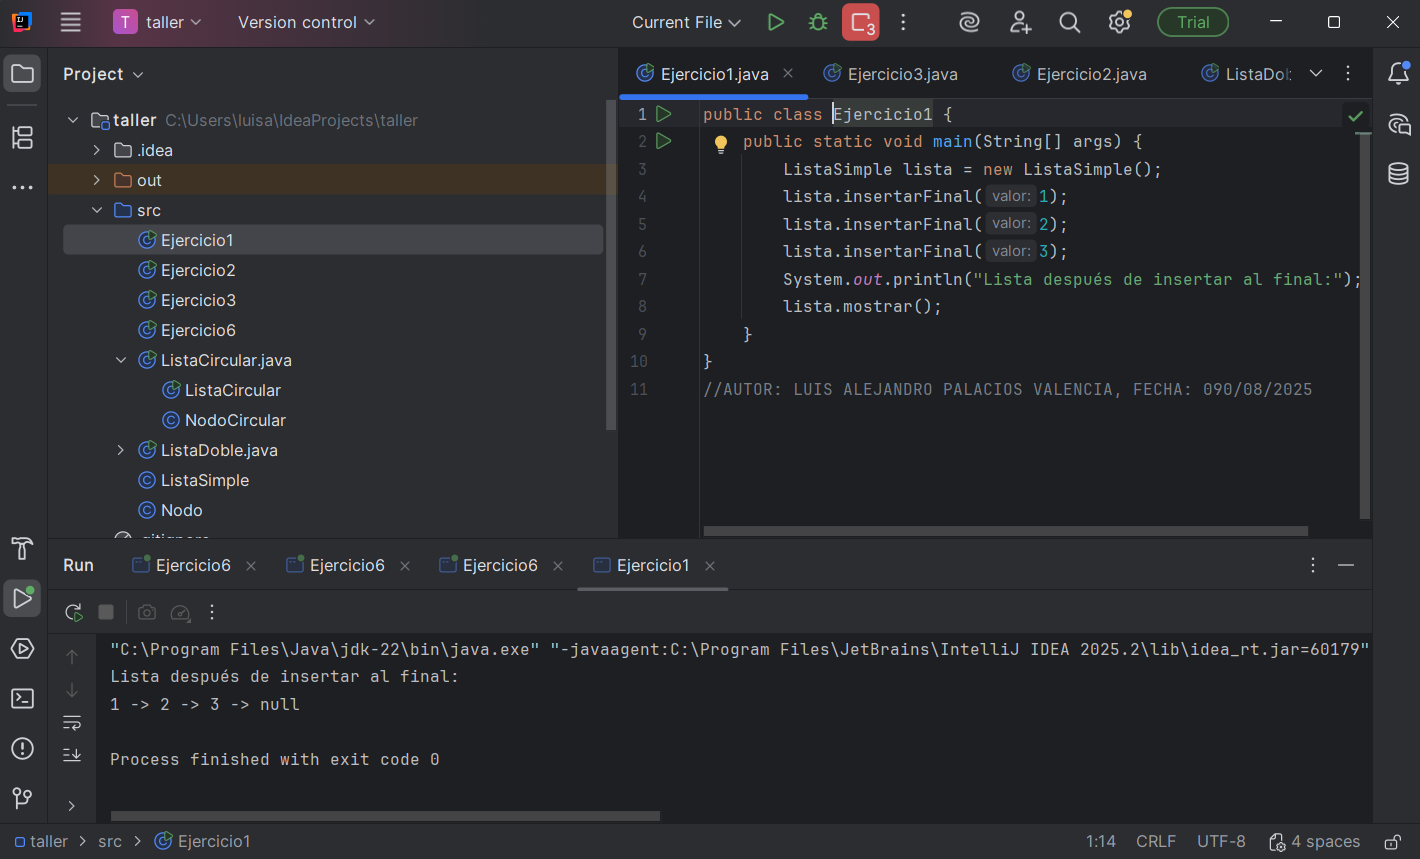 T taller Version control Current File 3 Trial
Project
taller C:\Users\luisa\IdeaProjects\taller
.idea
out
src
Ejercicio1
Ejercicio2
Ejercicio3
Ejercicio6
ListaCircular.java
ListaCircular
NodoCircular
ListaDoble.java
ListaSimple
Nodo
.gitignore
Ejercicio1.java Ejercicio3.java Ejercicio2.java ListaDol
1 public class Ejercicio1 {
2 public static void main(String[] args) {
3 ListaSimple lista = new ListaSimple();
4 lista.insertarFinal( valor: 1);
5 lista.insertarFinal( valor: 2);
6 lista.insertarFinal( valor: 3);
7 System.out.println("Lista después de insertar al final:");
8 lista.mostrar();
9 }
10 }
11 //AUTOR: LUIS ALEJANDRO PALACIOS VALENCIA, FECHA: 090/08/2025
Run Ejercicio6 Ejercicio6 Ejercicio6 Ejercicio1
"C:\Program Files\Java\jdk-22\bin\java.exe" "-javaagent:C:\Program Files\JetBrains\IntelliJ IDEA 2025.2\lib\idea_rt.jar=60179"
Lista después de insertar al final:
1 -> 2 -> 3 -> null
Process finished with exit code 0
taller > src > Ejercicio1 1:14 CRLF UTF-8 4 spaces